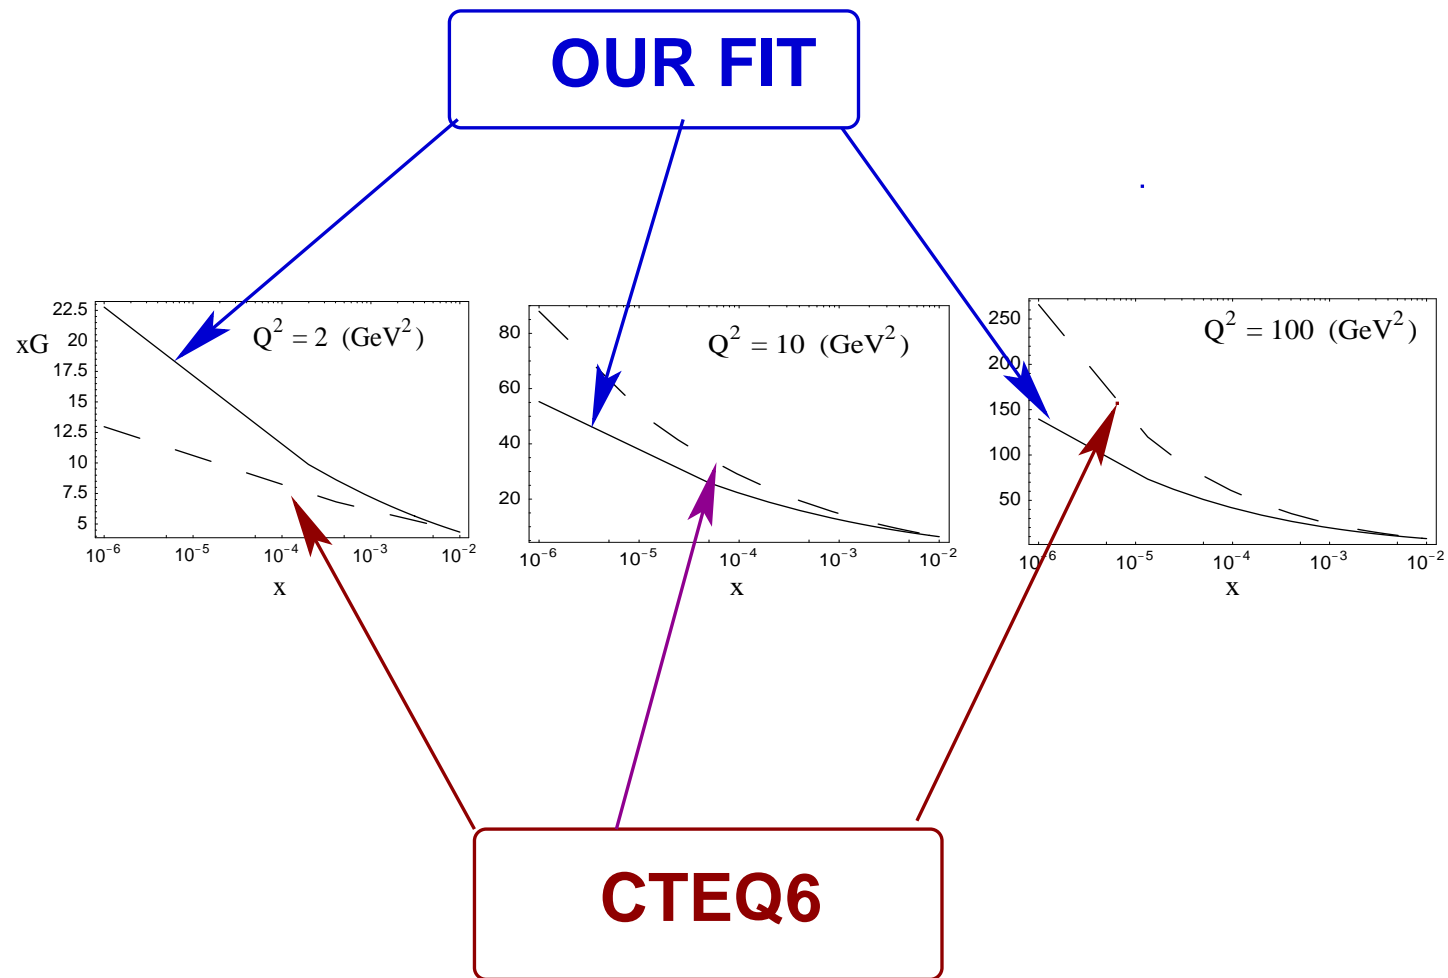 OUR FIT
xG
22.5
20
17.5
15
12.5
10
7.5
5
Q² = 2 (GeV²)
10⁻⁶ 10⁻⁵ 10⁻⁴ 10⁻³ 10⁻²
x
80
60
40
20
Q² = 10 (GeV²)
10⁻⁶ 10⁻⁵ 10⁻⁴ 10⁻³ 10⁻²
x
250
200
150
100
50
Q² = 100 (GeV²)
10⁻⁶ 10⁻⁵ 10⁻⁴ 10⁻³ 10⁻²
x
CTEQ6